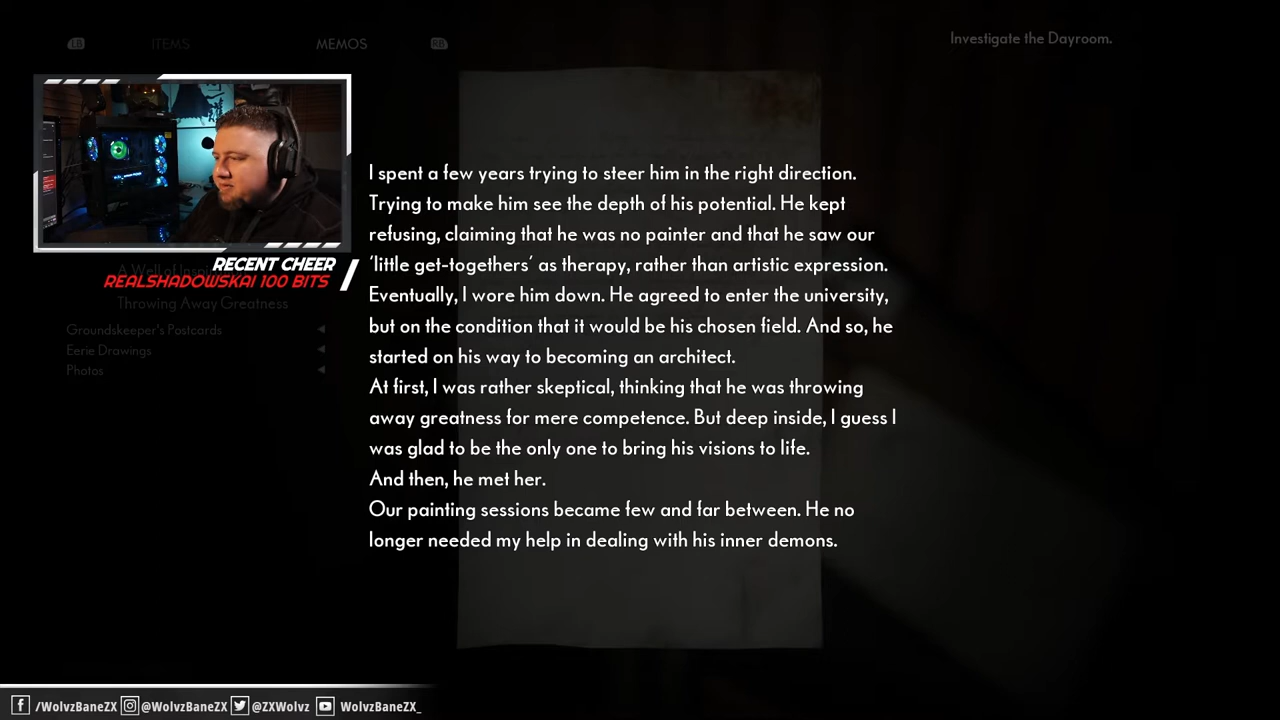 LB
ITEMS
MEMOS
RB
Investigate the Dayroom.
I spent a few years trying to steer him in the right direction.
Trying to make him see the depth of his potential. He kept
refusing, claiming that he was no painter and that he saw our
'little get-togethers' as therapy, rather than artistic expression.
Eventually, I wore him down. He agreed to enter the university,
but on the condition that it would be his chosen field. And so, he
started on his way to becoming an architect.
At first, I was rather skeptical, thinking that he was throwing
away greatness for mere competence. But deep inside, I guess I
was glad to be the only one to bring his visions to life.
And then, he met her.
Our painting sessions became few and far between. He no
longer needed my help in dealing with his inner demons.
RECENT CHEER
REALSHADOWSKAI 100 BITS
A Well of
Throwing Away Greatness
Groundskeeper's Postcards
Eerie Drawings
Photos
/WolvzBaneZX @WolvzBaneZX @ZXWolvz WolvzBaneZX_